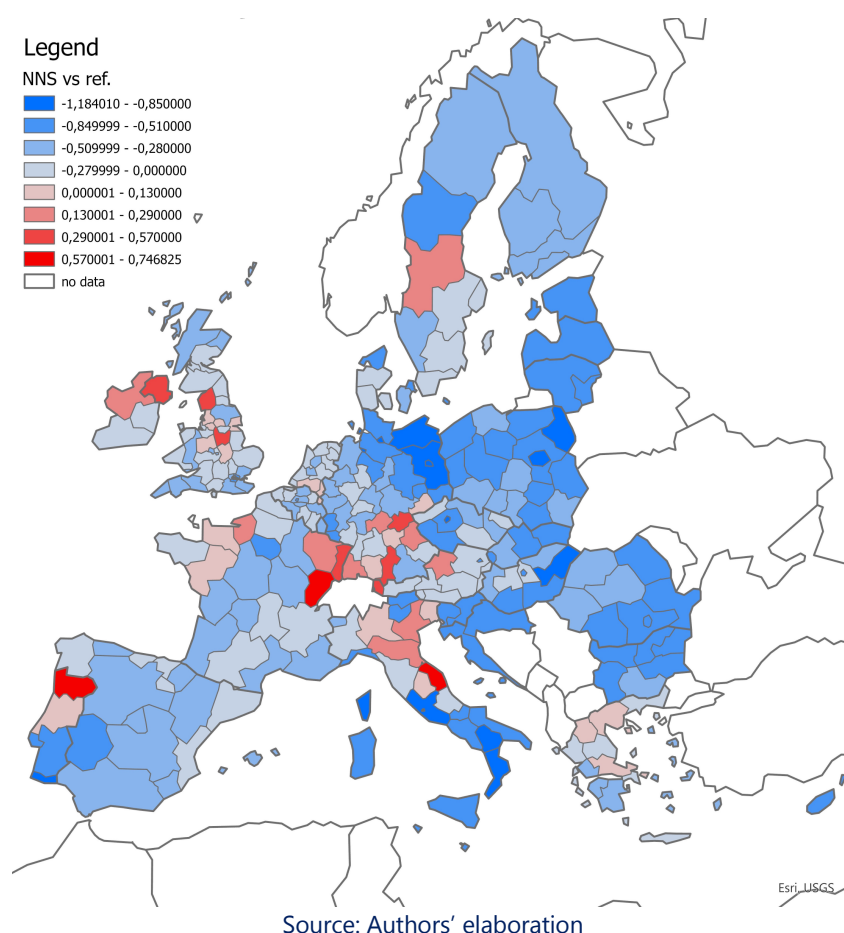 Legend
NNS vs ref.
-1,184010 - -0,850000
-0,849999 - -0,510000
-0,509999 - -0,280000
-0,279999 - 0,000000
0,000001 - 0,130000
0,130001 - 0,290000
0,290001 - 0,570000
0,570001 - 0,746825
no data
Esri, USGS
Source: Authors’ elaboration